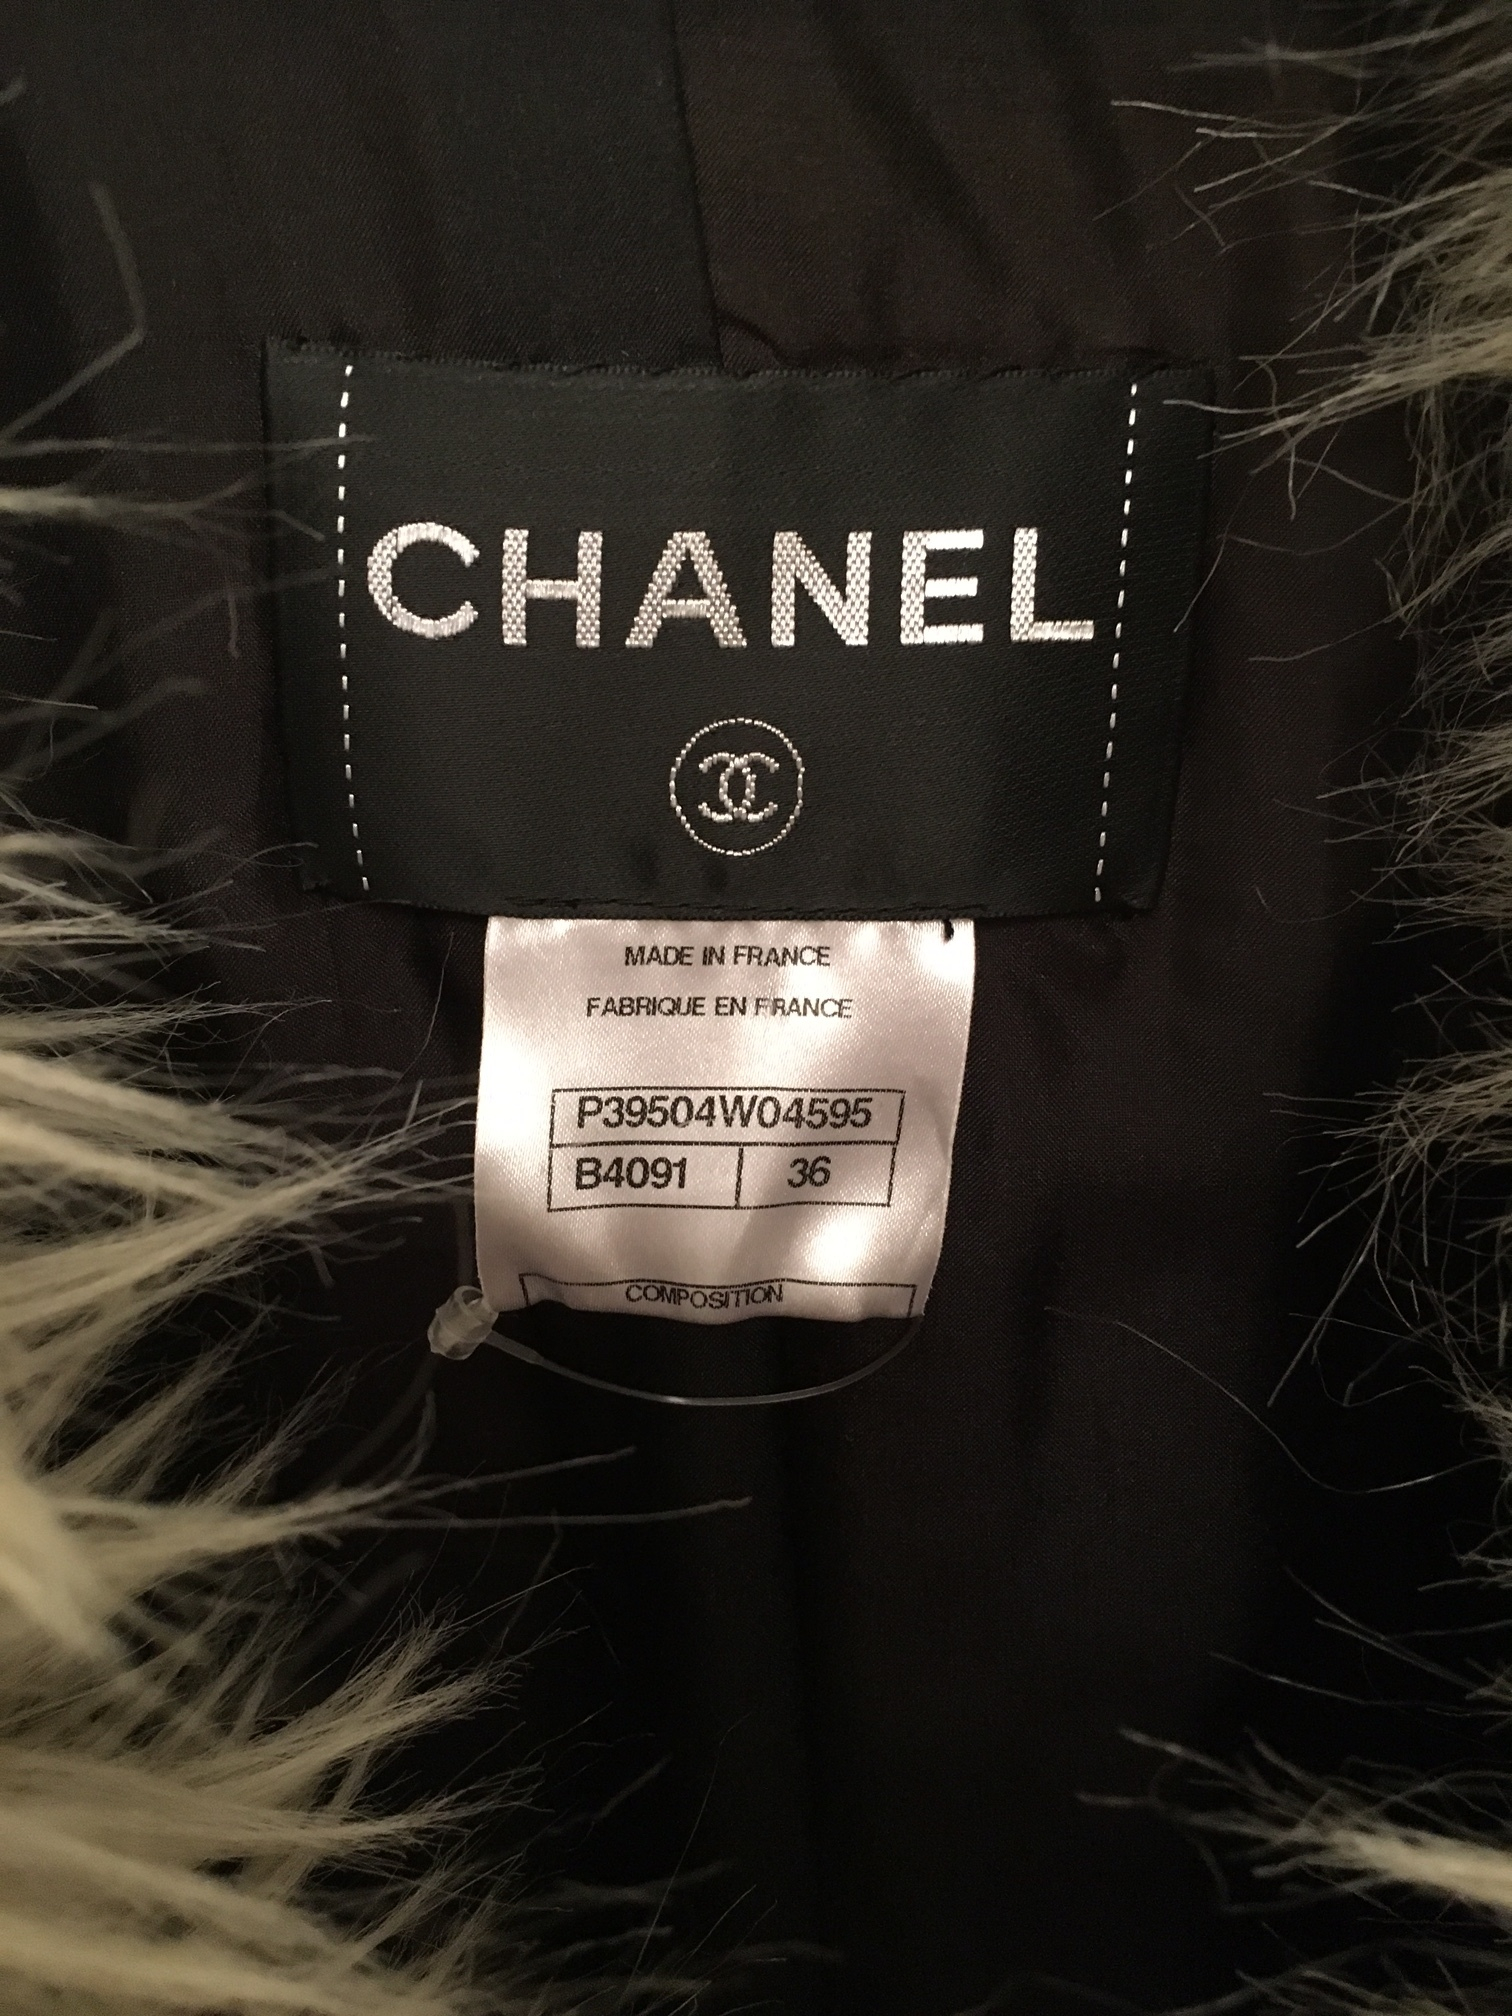 CHANEL
MADE IN FRANCE
FABRIQUE EN FRANCE
P39504W04595
B4091 36
COMPOSITION